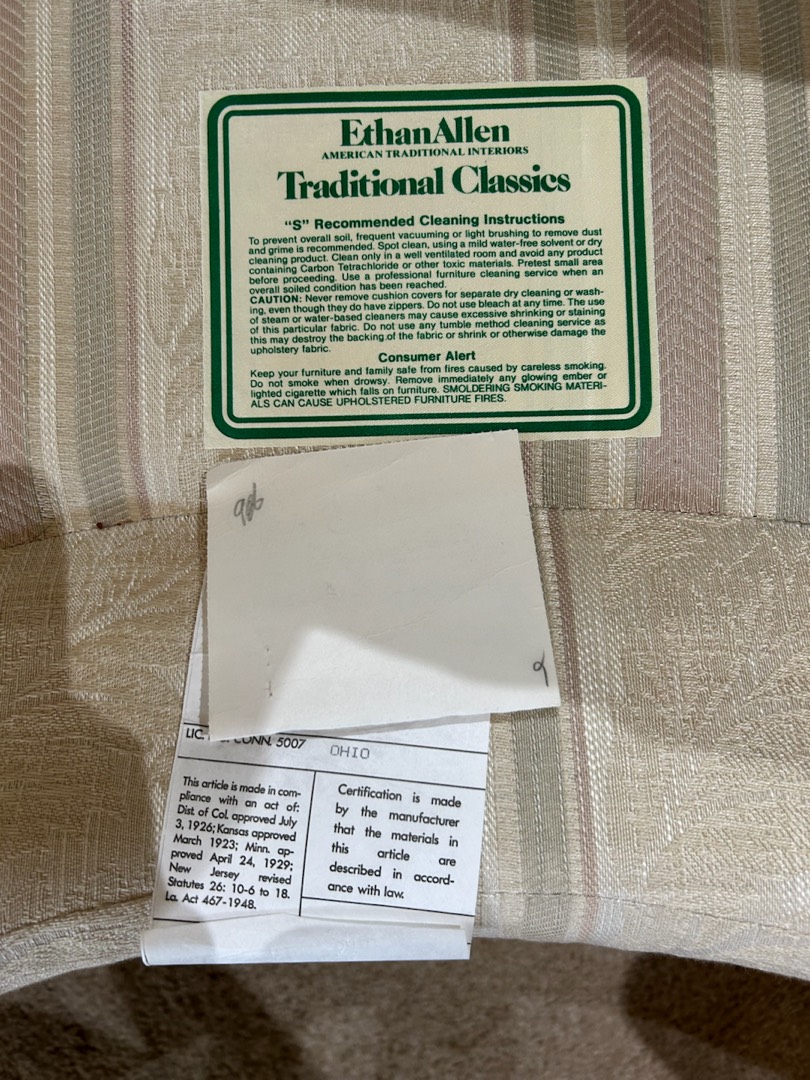 EthanAllen
AMERICAN TRADITIONAL INTERIORS
Traditional Classics
"S" Recommended Cleaning Instructions
To prevent overall soil, frequent vacuuming or light brushing to remove dust
and grime is recommended. Spot clean, using a mild water-free solvent or dry
cleaning product. Clean only in a well ventilated room and avoid any product
containing Carbon Tetrachloride or other toxic materials. Pretest small area
before proceeding. Use a professional furniture cleaning service when an
overall soiled condition has been reached.
CAUTION: Never remove cushion covers for separate dry cleaning or wash-
ing, even though they do have zippers. Do not use bleach at any time. The use
of steam or water-based cleaners may cause excessive shrinking or staining
of this particular fabric. Do not use any tumble method cleaning service as
this may destroy the backing of the fabric or shrink or otherwise damage the
upholstery fabric.
Consumer Alert
Keep your furniture and family safe from fires caused by careless smoking.
Do not smoke when drowsy. Remove immediately any glowing ember or
lighted cigarette which falls on furniture. SMOLDERING SMOKING MATERI-
ALS CAN CAUSE UPHOLSTERED FURNITURE FIRES.
LIC. CONN. 5007 OHIO
This article is made in com-
pliance with an act of:
Dist. of Col. approved July
3, 1926; Kansas approved
March 1923; Minn. ap-
proved April 24, 1929;
New Jersey revised
Statutes 26: 10-6 to 18.
La. Act 467-1948.
Certification is made
by the manufacturer
that the materials in
this article are
described in accord-
ance with law.